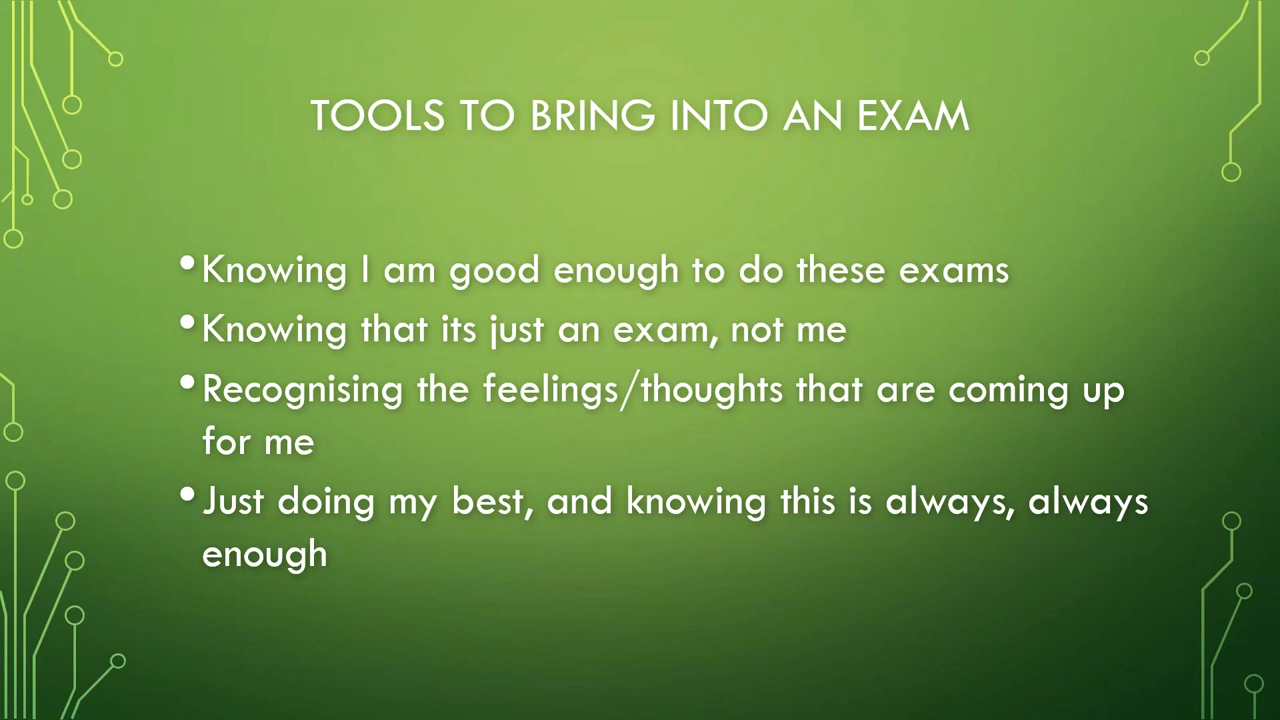 TOOLS TO BRING INTO AN EXAM
•Knowing I am good enough to do these exams
•Knowing that its just an exam, not me
•Recognising the feelings/thoughts that are coming up
for me
•Just doing my best, and knowing this is always, always
enough